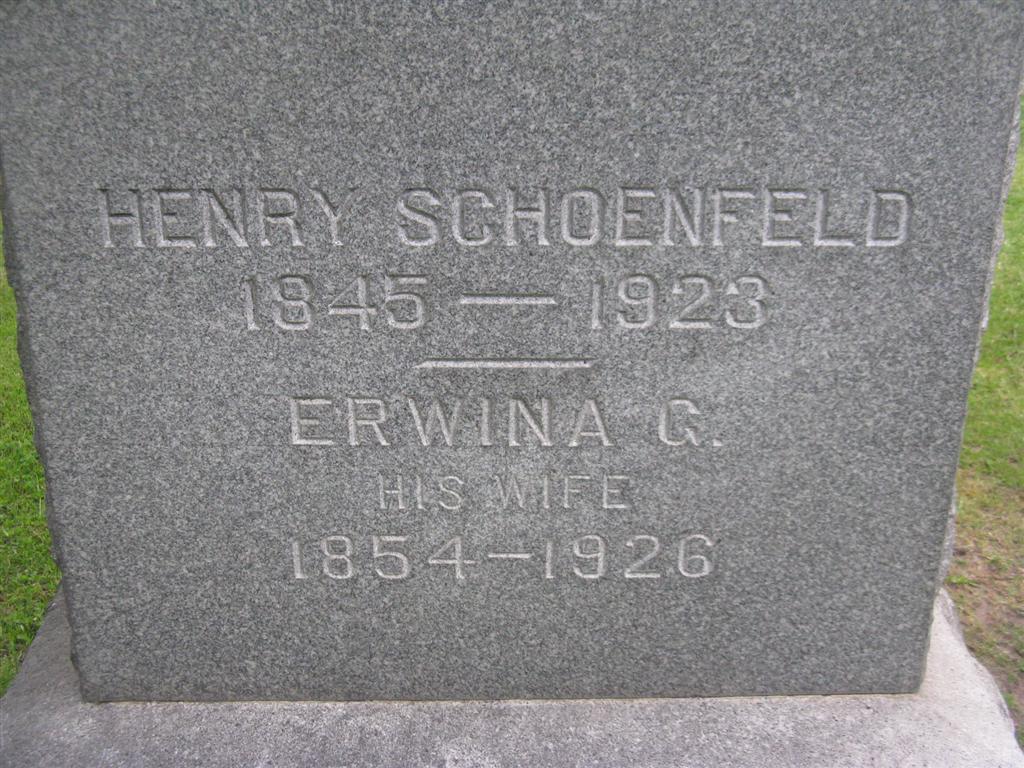 HENRY SCHOENFELD
1845 — 1923
ERWINA G.
HIS WIFE
1854—1926